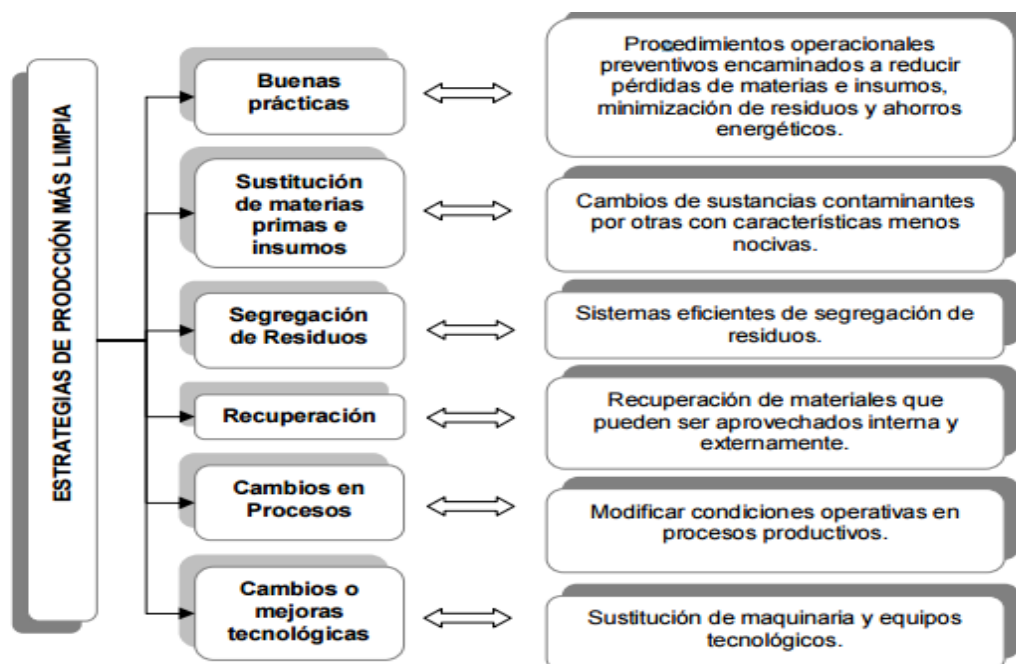 ESTRATEGIAS DE PRODCCIÓN MÁS LIMPIA
Buenas
prácticas
Procedimientos operacionales
preventivos encaminados a reducir
pérdidas de materias e insumos,
minimización de residuos y ahorros
energéticos.
Sustitución
de materias
primas e
insumos
Cambios de sustancias contaminantes
por otras con características menos
nocivas.
Segregación
de Residuos
Sistemas eficientes de segregación de
residuos.
Recuperación
Recuperación de materiales que
pueden ser aprovechados interna y
externamente.
Cambios en
Procesos
Modificar condiciones operativas en
procesos productivos.
Cambios o
mejoras
tecnológicas
Sustitución de maquinaria y equipos
tecnológicos.